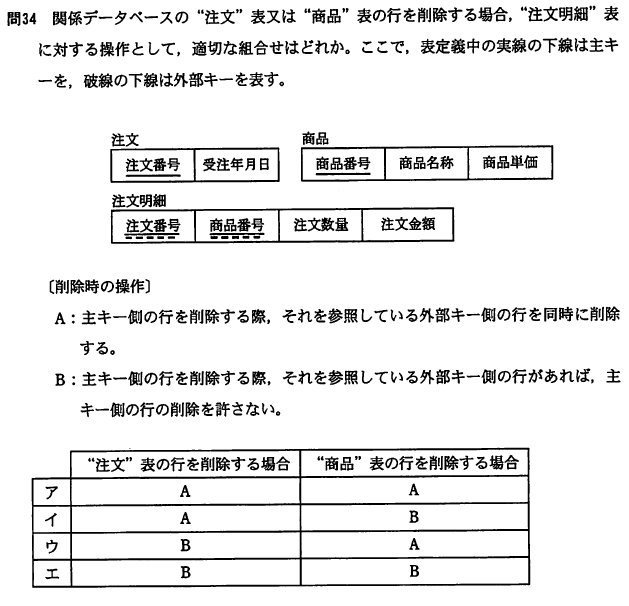 問34 関係データベースの“注文”表又は“商品”表の行を削除する場合，“注文明細”表
に対する操作として，適切な組合せはどれか。ここで，表定義中の実線の下線は主キ
ーを，破線の下線は外部キーを表す。
注文
注文番号 受注年月日
商品
商品番号 商品名称 商品単価
注文明細
注文番号 商品番号 注文数量 注文金額
〔削除時の操作〕
A：主キー側の行を削除する際，それを参照している外部キー側の行を同時に削除
する。
B：主キー側の行を削除する際，それを参照している外部キー側の行があれば，主
キー側の行の削除を許さない。
“注文”表の行を削除する場合 “商品”表の行を削除する場合
ア A A
イ A B
ウ B A
エ B B